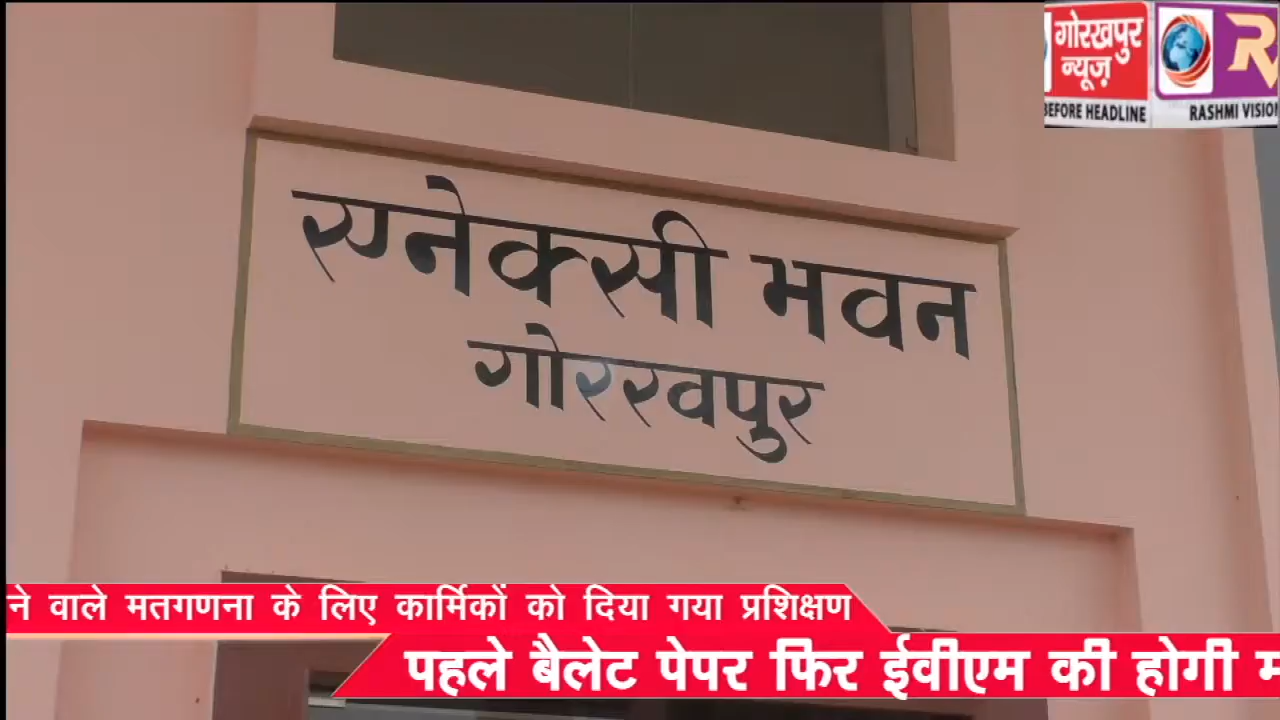 गोरखपुर
न्यूज़
BEFORE HEADLINE
RASHMI VISION
एनेक्सी भवन
गोरखपुर
ने वाले मतगणना के लिए कार्मिकों को दिया गया प्रशिक्षण
पहले बैलेट पेपर फिर ईवीएम की होगी